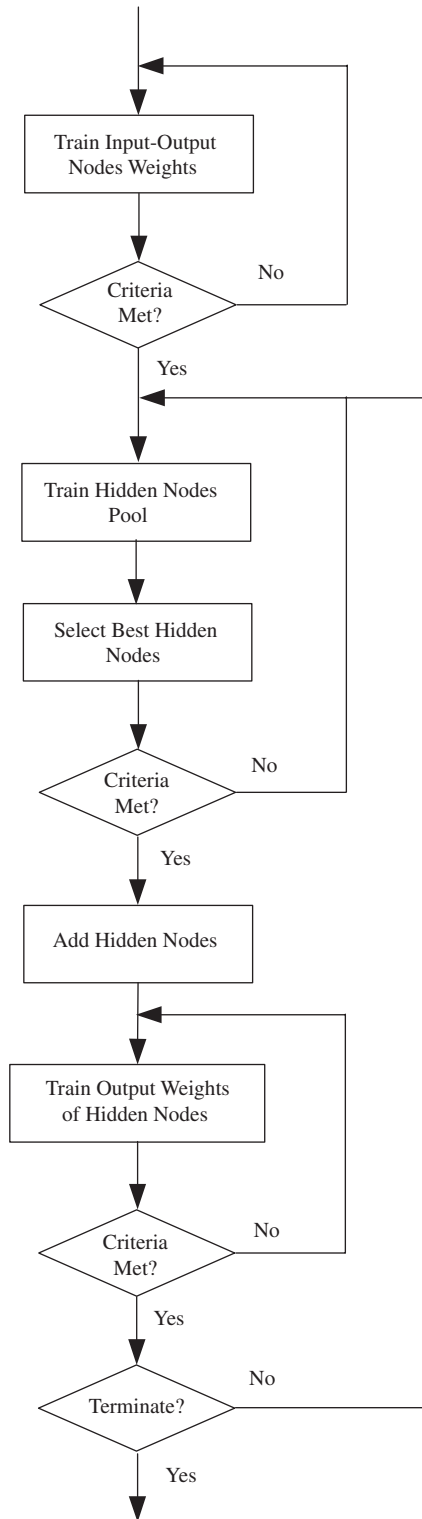 Train Input-Output
Nodes Weights
No
Criteria
Met?
Yes
Train Hidden Nodes
Pool
Select Best Hidden
Nodes
No
Criteria
Met?
Yes
Add Hidden Nodes
Train Output Weights
of Hidden Nodes
No
Criteria
Met?
Yes
No
Terminate?
Yes